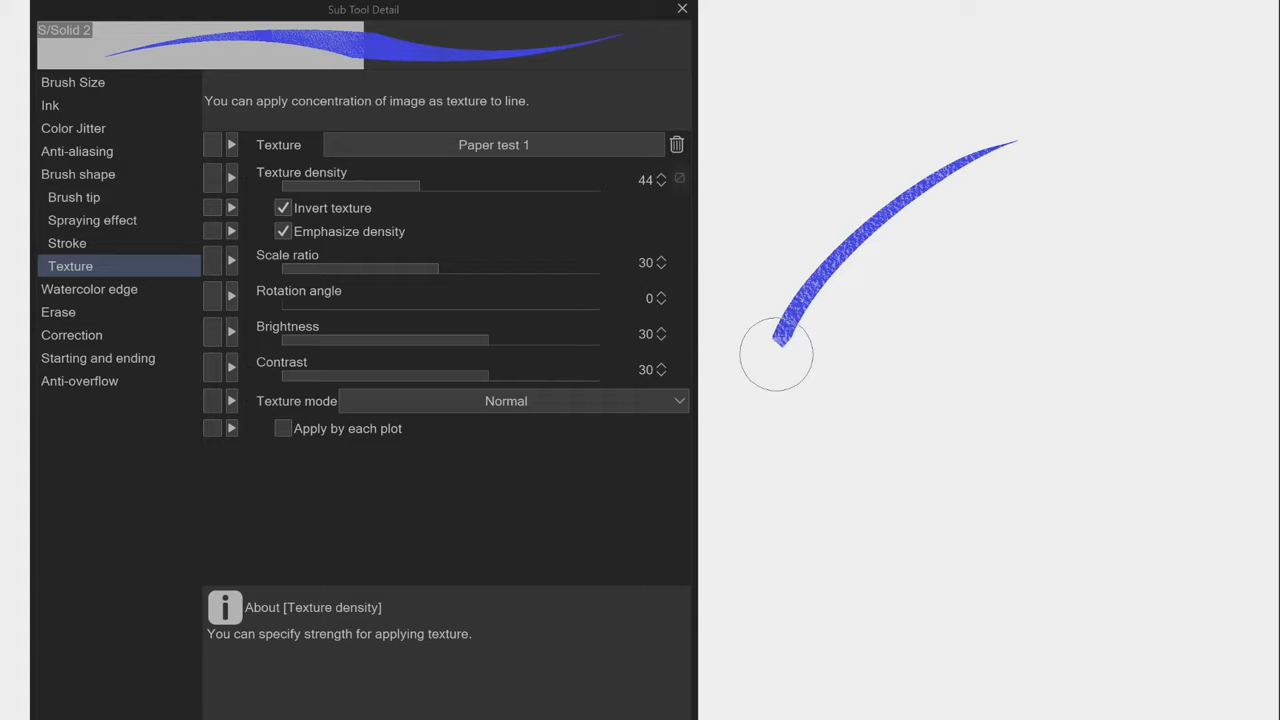 Sub Tool Detail
S/Solid 2
Brush Size
Ink
Color Jitter
Anti-aliasing
Brush shape
Brush tip
Spraying effect
Stroke
Texture
Watercolor edge
Erase
Correction
Starting and ending
Anti-overflow
You can apply concentration of image as texture to line.
Texture Paper test 1
Texture density 44
Invert texture
Emphasize density
Scale ratio 30
Rotation angle 0
Brightness 30
Contrast 30
Texture mode Normal
Apply by each plot
About [Texture density]
You can specify strength for applying texture.